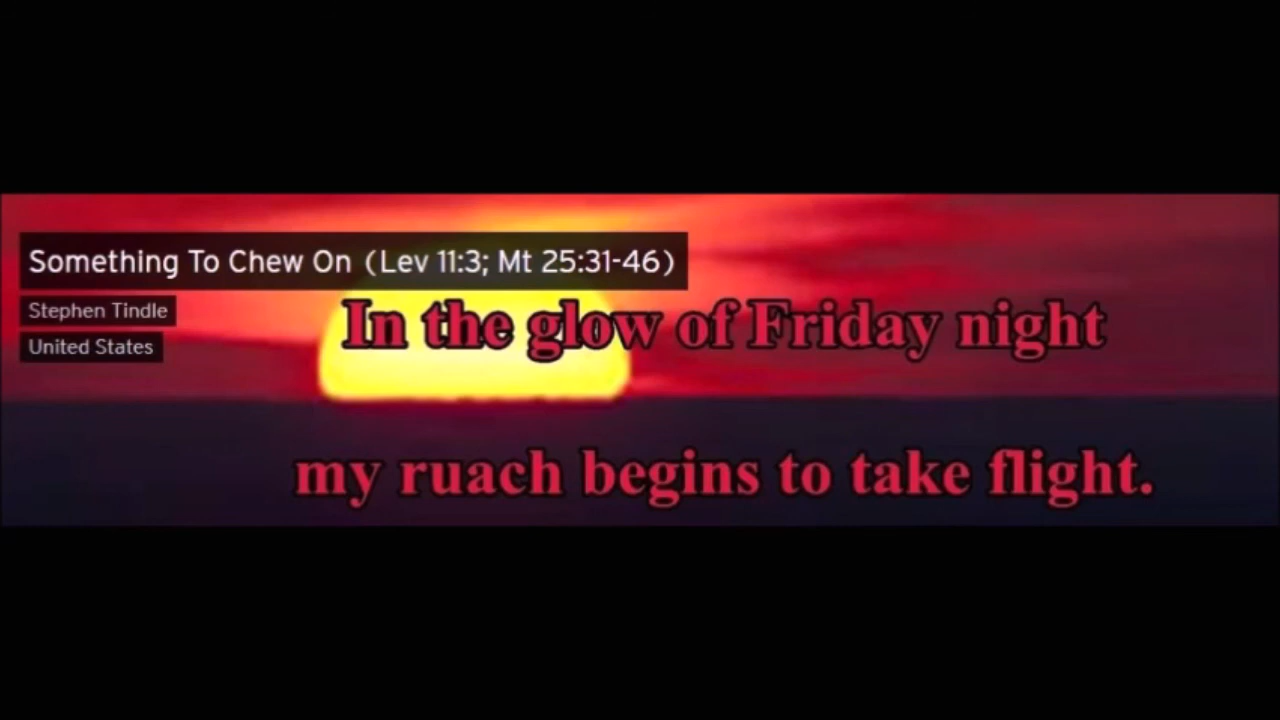 Something To Chew On (Lev 11:3; Mt 25:31-46)
Stephen Tindle
United States
In the glow of Friday night
my ruach begins to take flight.